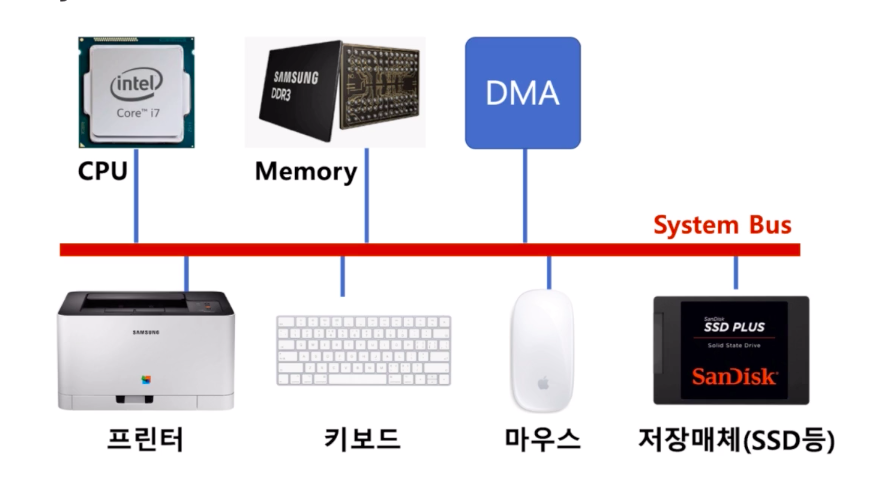 intel
Core™ i7
SAMSUNG
DDR3
DMA
CPU
Memory
System Bus
SAMSUNG
SanDisk
SSD PLUS
Solid State Drive
SanDisk
프린터
키보드
마우스
저장매체(SSD등)